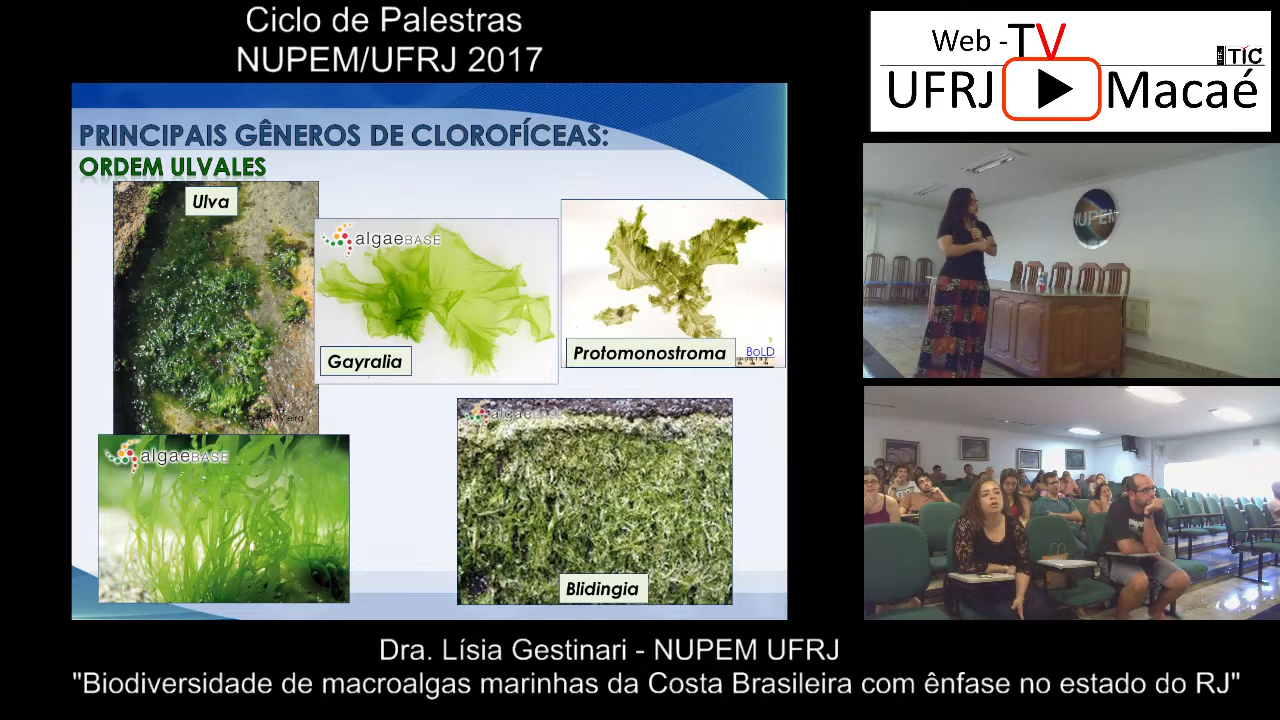 Ciclo de Palestras
NUPEM/UFRJ 2017
Web -TV
TIC
UFRJ Macaé
PRINCIPAIS GÊNEROS DE CLOROFÍCEAS:
ORDEM ULVALES
Ulva
algaeBASE
Gayralia
Protomonostroma
BoLD
algaeBASE
algaeBASE
Blidingia
NUPEM
Dra. Lísia Gestinari - NUPEM UFRJ
"Biodiversidade de macroalgas marinhas da Costa Brasileira com ênfase no estado do RJ"